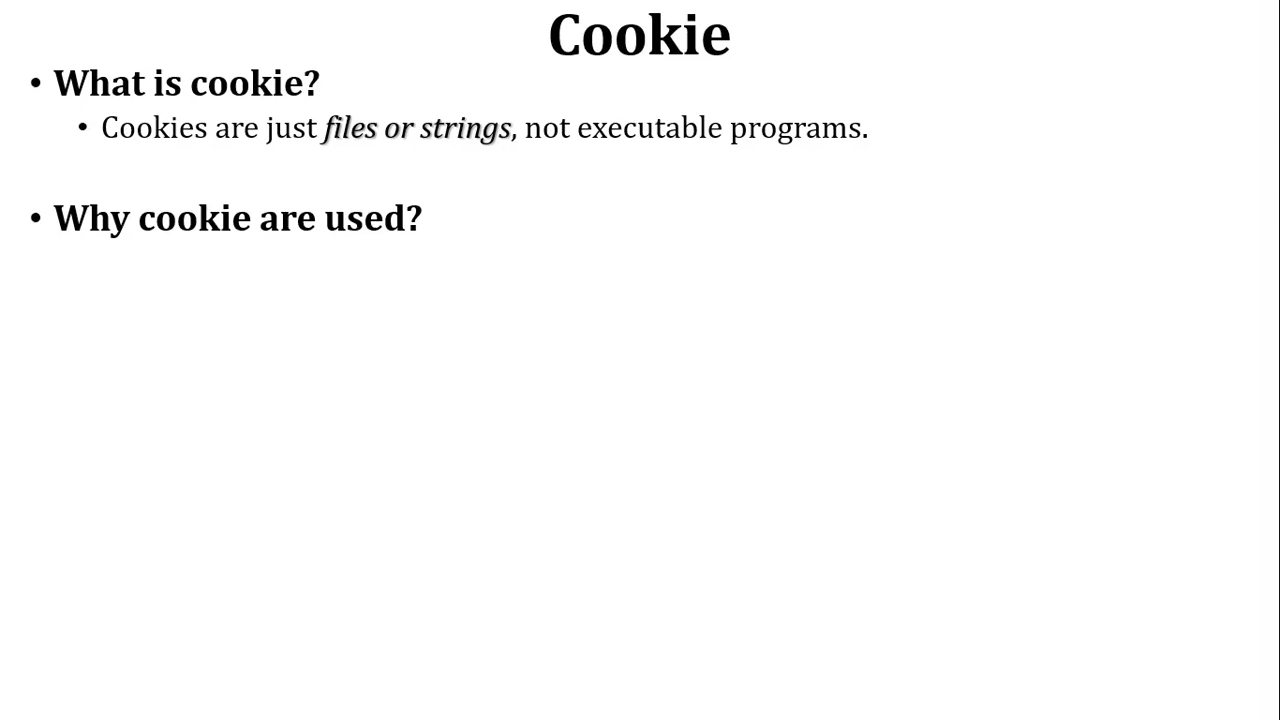 Cookie
• What is cookie?
• Cookies are just files or strings, not executable programs.
• Why cookie are used?